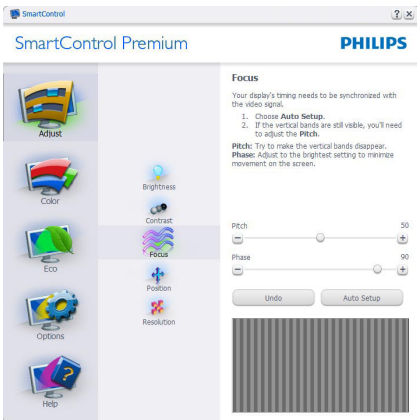 SmartControl
SmartControl Premium
PHILIPS
Adjust
Color
Eco
Options
Help
Brightness
Contrast
Focus
Position
Resolution
Focus
Your display's timing needs to be synchronized with
the video signal.
1. Choose Auto Setup.
2. If the vertical bands are still visible, you'll need
to adjust the Pitch.
Pitch: Try to make the vertical bands disappear.
Phase: Adjust to the brightest setting to minimize
movement on the screen.
Pitch 50
Phase 90
Undo Auto Setup